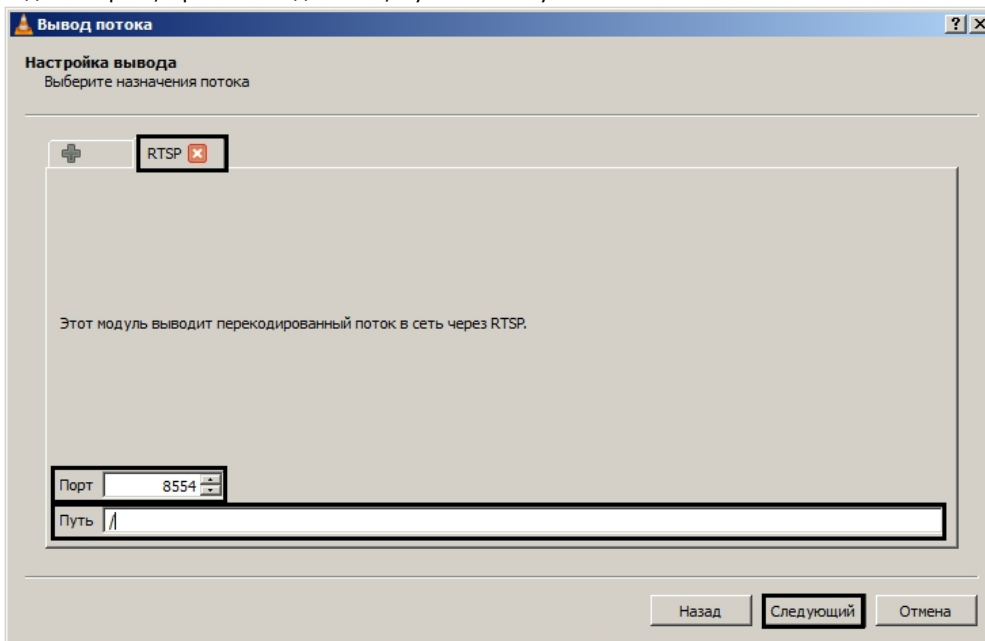 Вывод потока
Настройка вывода
Выберите назначения потока
RTSP
Этот модуль выводит перекодированный поток в сеть через RTSP.
Порт 8554
Путь /
Назад Следующий Отмена